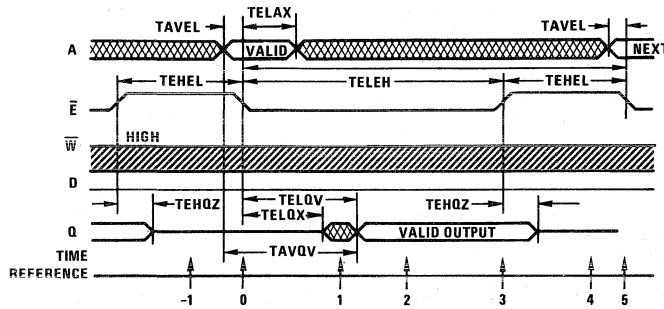 TELAX
TAVEL TAVEL
A VALID NEXT
TEHEL TELEH TEHEL
E
W HIGH
D
TEHQZ TELQV TEHQZ
TELQX
Q VALID OUTPUT
TIME TAVQV
REFERENCE
-1 0 1 2 3 4 5